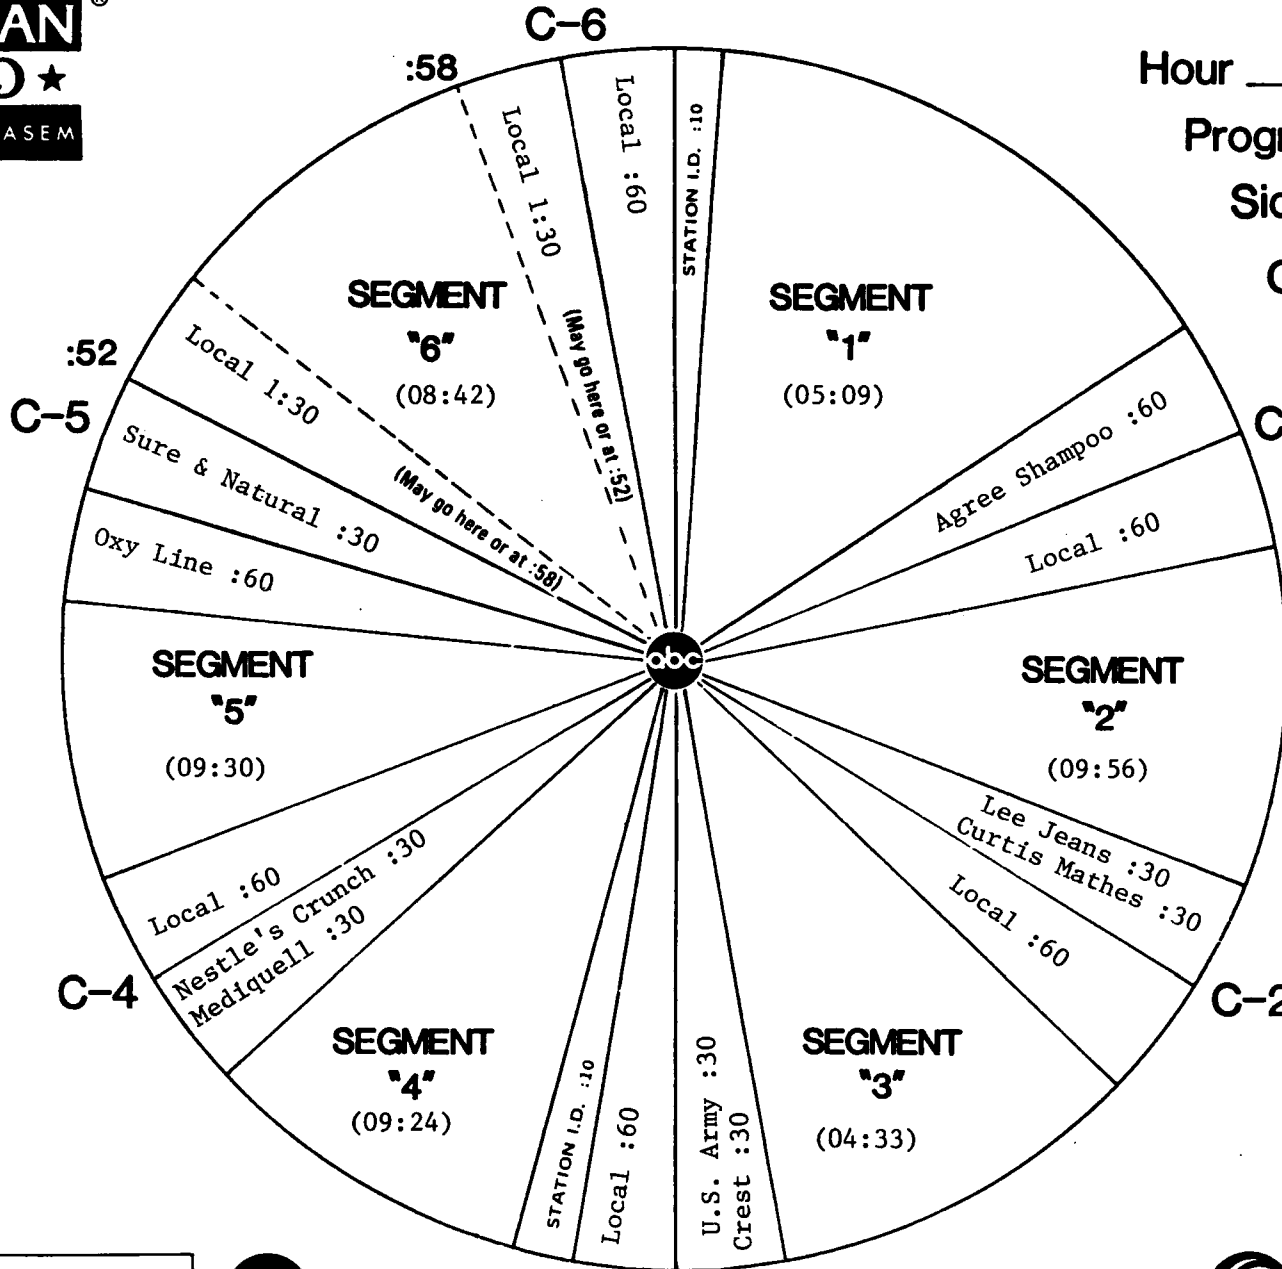 AN
®
ASEM
C-6
:58
Hour
Local 1:30
Local :60
STATION I.D. :10
(May go here or at :52)
SEGMENT
"1"
(05:09)
Agree Shampoo :60
Local :60
SEGMENT
"2"
(09:56)
Lee Jeans :30
Curtis Mathes :30
C-2
Local :60
SEGMENT
"3"
(04:33)
U.S. Army :30
Crest :30
Local :60
STATION I.D. :10
SEGMENT
"4"
(09:24)
Nestle's Crunch :30
Mediquell :30
C-4
Local :60
SEGMENT
"5"
(09:30)
Oxy Line :60
Sure & Natural :30
C-5
:52
Local 1:30
(May go here or at :58)
SEGMENT
"6"
(08:42)
abc